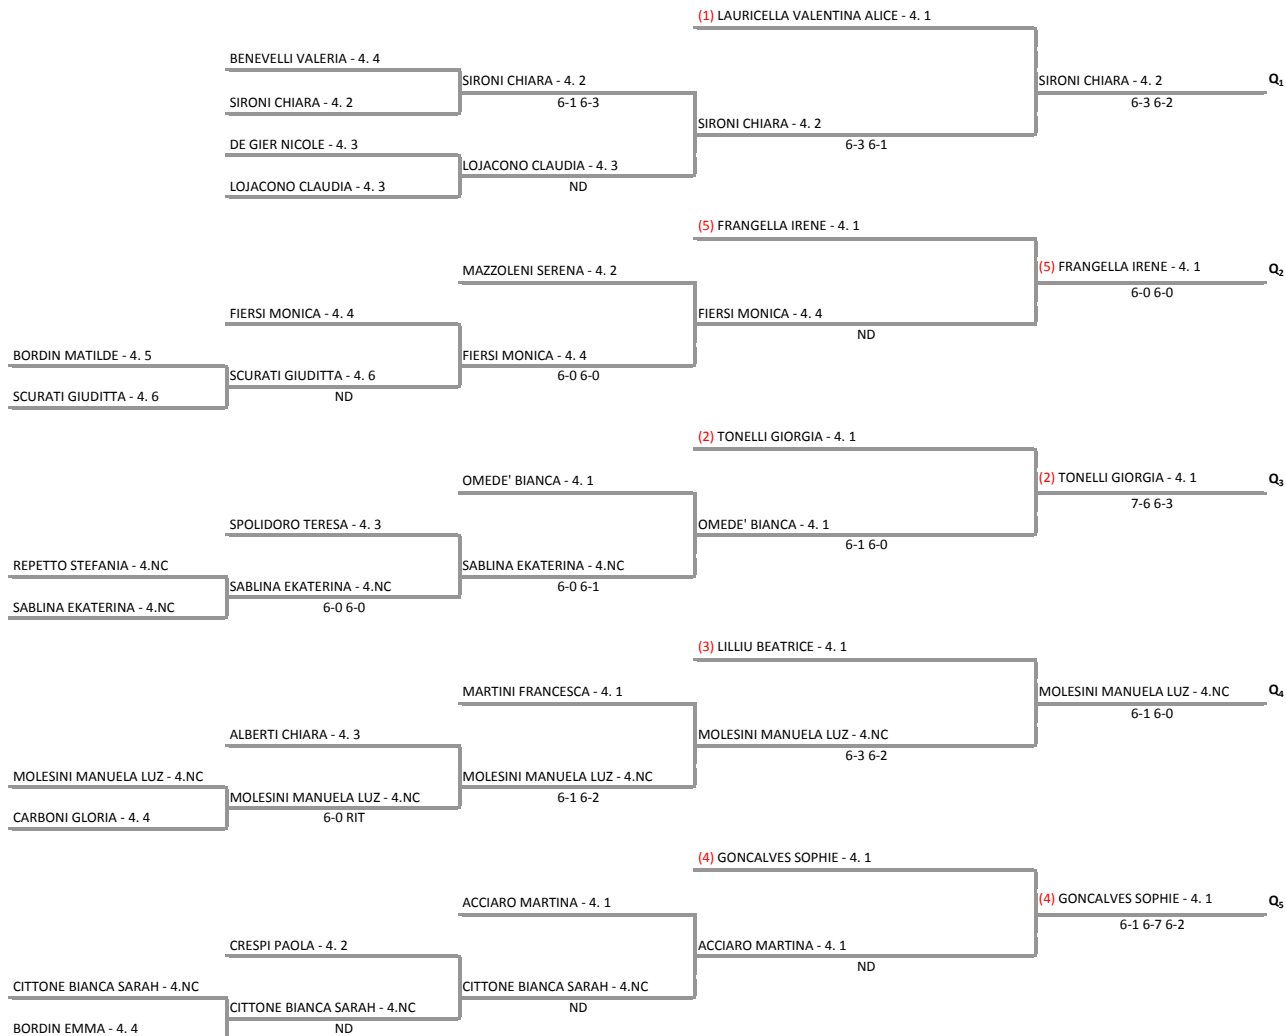 (1) LAURICELLA VALENTINA ALICE - 4. 1
BENEVELLI VALERIA - 4. 4
SIRONI CHIARA - 4. 2
SIRONI CHIARA - 4. 2
Q1
SIRONI CHIARA - 4. 2
6-1 6-3
6-3 6-2
SIRONI CHIARA - 4. 2
DE GIER NICOLE - 4. 3
6-3 6-1
LOJACONO CLAUDIA - 4. 3
LOJACONO CLAUDIA - 4. 3
ND
(5) FRANGELLA IRENE - 4. 1
MAZZOLENI SERENA - 4. 2
(5) FRANGELLA IRENE - 4. 1
Q2
6-0 6-0
FIERSI MONICA - 4. 4
FIERSI MONICA - 4. 4
ND
BORDIN MATILDE - 4. 5
FIERSI MONICA - 4. 4
SCURATI GIUDITTA - 4. 6
6-0 6-0
SCURATI GIUDITTA - 4. 6
ND
(2) TONELLI GIORGIA - 4. 1
OMEDE' BIANCA - 4. 1
(2) TONELLI GIORGIA - 4. 1
Q3
7-6 6-3
SPOLIDORO TERESA - 4. 3
OMEDE' BIANCA - 4. 1
6-1 6-0
REPETTO STEFANIA - 4.NC
SABLINA EKATERINA - 4.NC
SABLINA EKATERINA - 4.NC
6-0 6-1
SABLINA EKATERINA - 4.NC
6-0 6-0
(3) LILLIU BEATRICE - 4. 1
MARTINI FRANCESCA - 4. 1
MOLESINI MANUELA LUZ - 4.NC
Q4
6-1 6-0
ALBERTI CHIARA - 4. 3
MOLESINI MANUELA LUZ - 4.NC
6-3 6-2
MOLESINI MANUELA LUZ - 4.NC
MOLESINI MANUELA LUZ - 4.NC
MOLESINI MANUELA LUZ - 4.NC
6-1 6-2
CARBONI GLORIA - 4. 4
6-0 RIT
(4) GONCALVES SOPHIE - 4. 1
ACCIARO MARTINA - 4. 1
(4) GONCALVES SOPHIE - 4. 1
Q5
6-1 6-7 6-2
CRESPI PAOLA - 4. 2
ACCIARO MARTINA - 4. 1
ND
CITTONE BIANCA SARAH - 4.NC
CITTONE BIANCA SARAH - 4.NC
CITTONE BIANCA SARAH - 4.NC
ND
BORDIN EMMA - 4. 4
ND